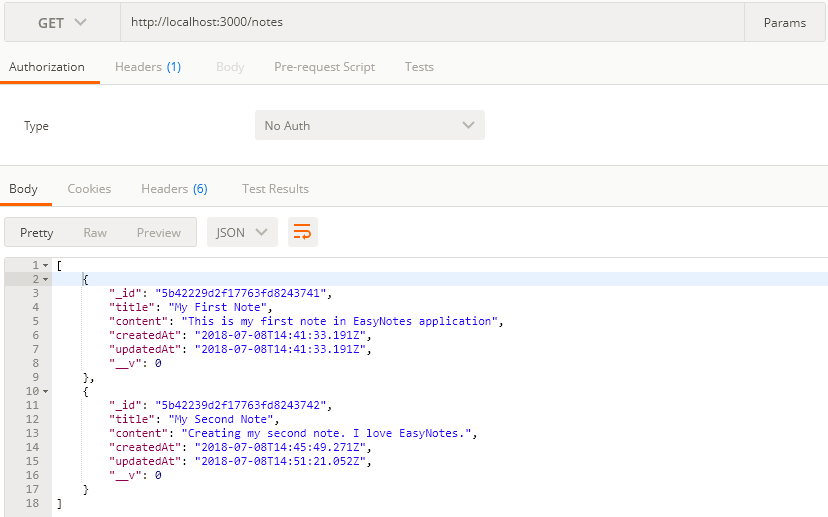 GET http://localhost:3000/notes Params
Authorization Headers (1) Body Pre-request Script Tests
Type No Auth
Body Cookies Headers (6) Test Results
Pretty Raw Preview JSON
1 [
2 {
3 "_id": "5b42229d2f17763fd8243741",
4 "title": "My First Note",
5 "content": "This is my first note in EasyNotes application",
6 "createdAt": "2018-07-08T14:41:33.191Z",
7 "updatedAt": "2018-07-08T14:41:33.191Z",
8 "__v": 0
9 },
10 {
11 "_id": "5b42239d2f17763fd8243742",
12 "title": "My Second Note",
13 "content": "Creating my second note. I love EasyNotes.",
14 "createdAt": "2018-07-08T14:45:49.271Z",
15 "updatedAt": "2018-07-08T14:51:21.052Z",
16 "__v": 0
17 }
18 ]